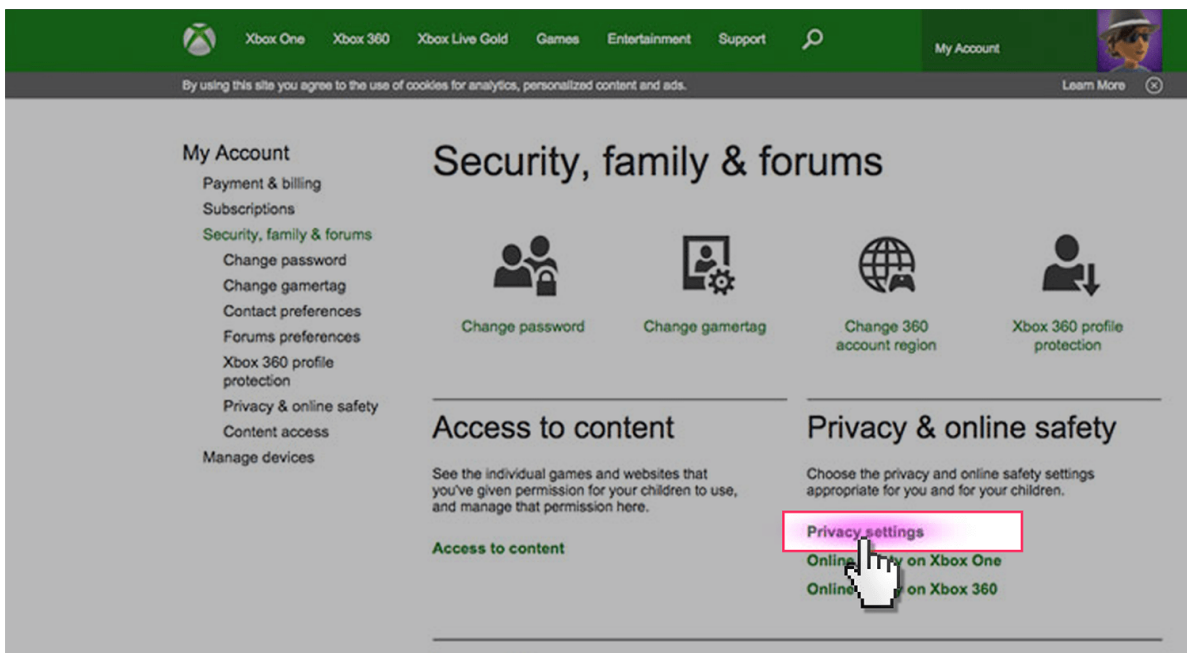 Xbox One Xbox 360 Xbox Live Gold Games Entertainment Support My Account
By using this site you agree to the use of cookies for analytics, personalized content and ads. Learn More
My Account
Payment & billing
Subscriptions
Security, family & forums
Change password
Change gamertag
Contact preferences
Forums preferences
Xbox 360 profile
protection
Privacy & online safety
Content access
Manage devices
Security, family & forums
Change password
Change gamertag
Change 360
account region
Xbox 360 profile
protection
Access to content
See the individual games and websites that
you've given permission for your children to use,
and manage that permission here.
Access to content
Privacy & online safety
Choose the privacy and online safety settings
appropriate for you and for your children.
Privacy settings
Online on Xbox One
Online on Xbox 360